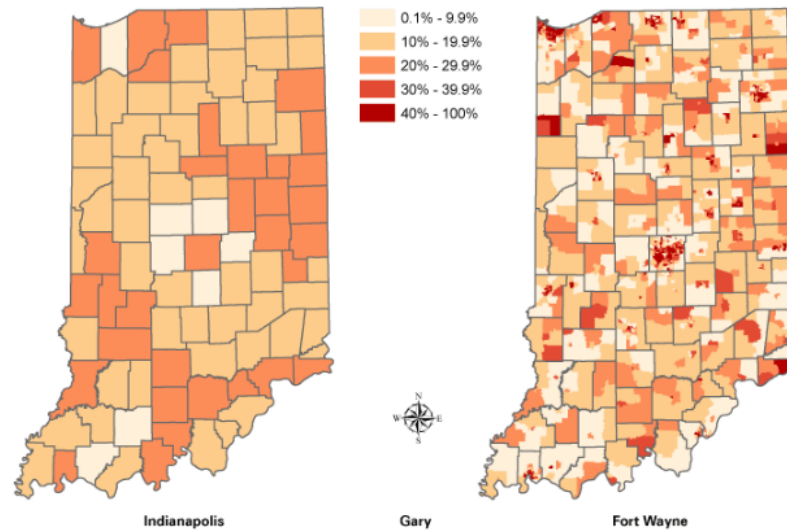 0.1% - 9.9%
10% - 19.9%
20% - 29.9%
30% - 39.9%
40% - 100%
N
W E
S
Indianapolis Gary Fort Wayne